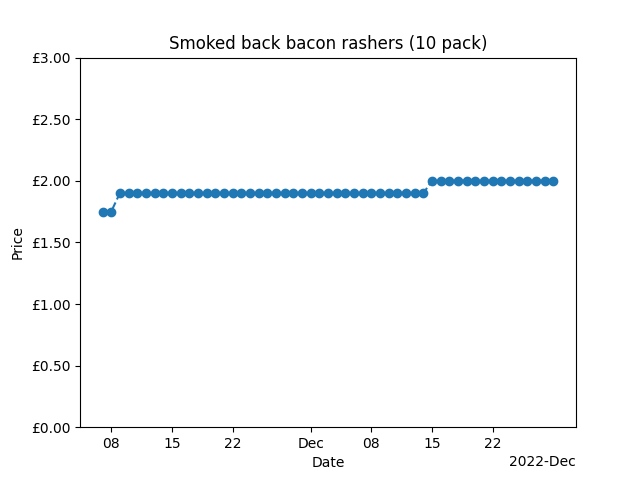 Smoked back bacon rashers (10 pack)
£3.00
£2.50
£2.00
£1.50
£1.00
£0.50
£0.00
Price
08 15 22 Dec 08 15 22
Date
2022-Dec